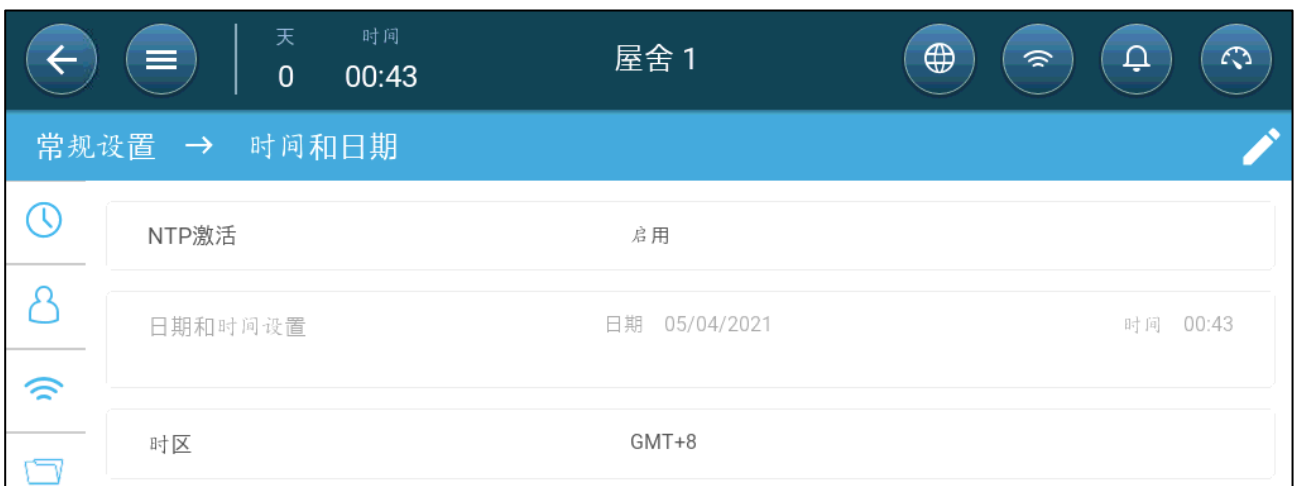 天 时间
0 00:43
屋舍 1
常规设置 → 时间和日期
NTP激活 启用
日期和时间设置 日期 05/04/2021 时间 00:43
时区 GMT+8